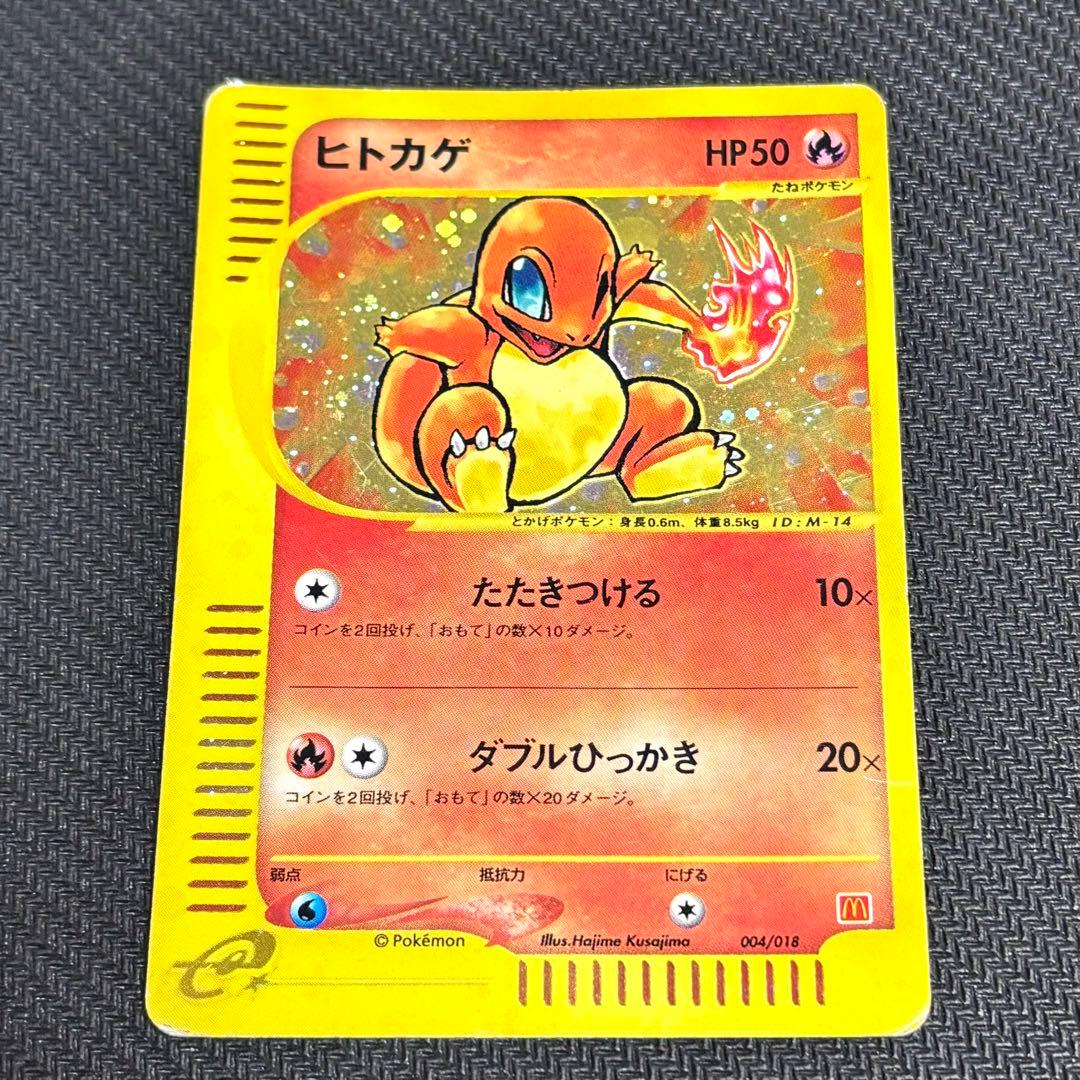 ヒトカゲ HP50
たねポケモン
とかげポケモン：身長0.6m、体重8.5kg ID:M-14
たたきつける 10×
コインを2回投げ、「おもて」の数×10ダメージ。
ダブルひっかき 20×
コインを2回投げ、「おもて」の数×20ダメージ。
弱点 抵抗力 にげる
© Pokémon Illus.Hajime Kusajima 004/018